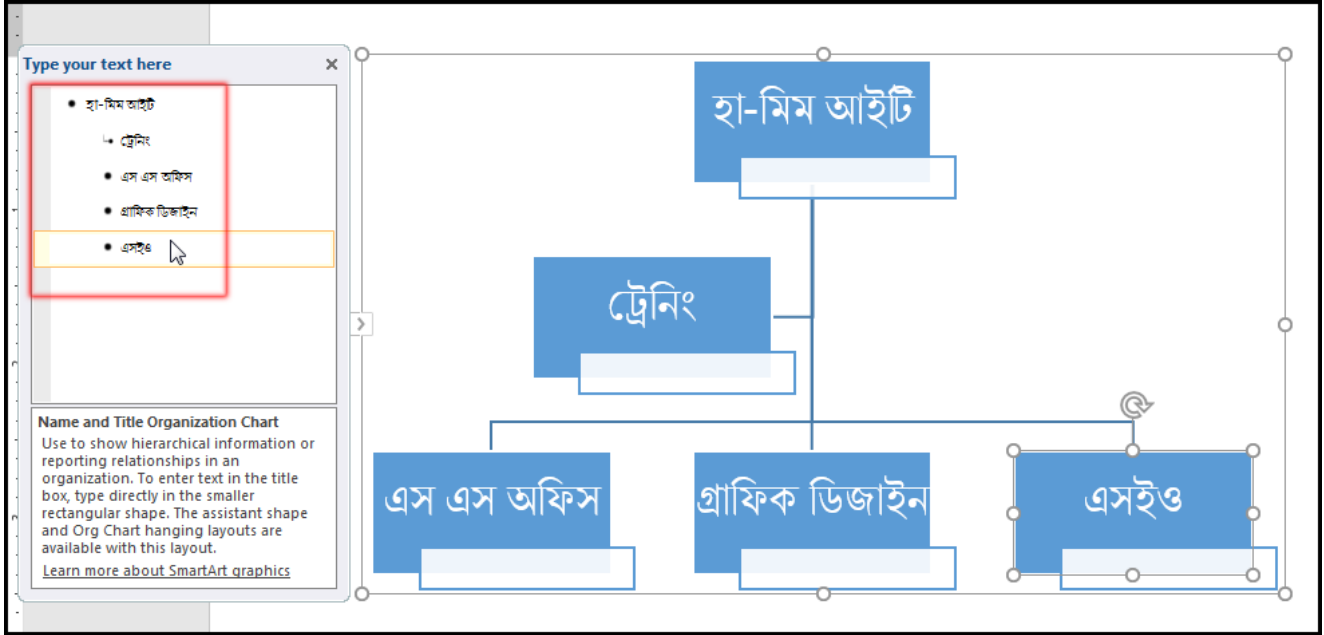 Type your text here
হা-মিম আইটি
ট্রেনিং
এস এস অফিস
গ্রাফিক ডিজাইন
এসইও
Name and Title Organization Chart
Use to show hierarchical information or
reporting relationships in an
organization. To enter text in the title
box, type directly in the smaller
rectangular shape. The assistant shape
and Org Chart hanging layouts are
available with this layout.
Learn more about SmartArt graphics
হা-মিম আইটি
ট্রেনিং
এস এস অফিস
গ্রাফিক ডিজাইন
এসইও